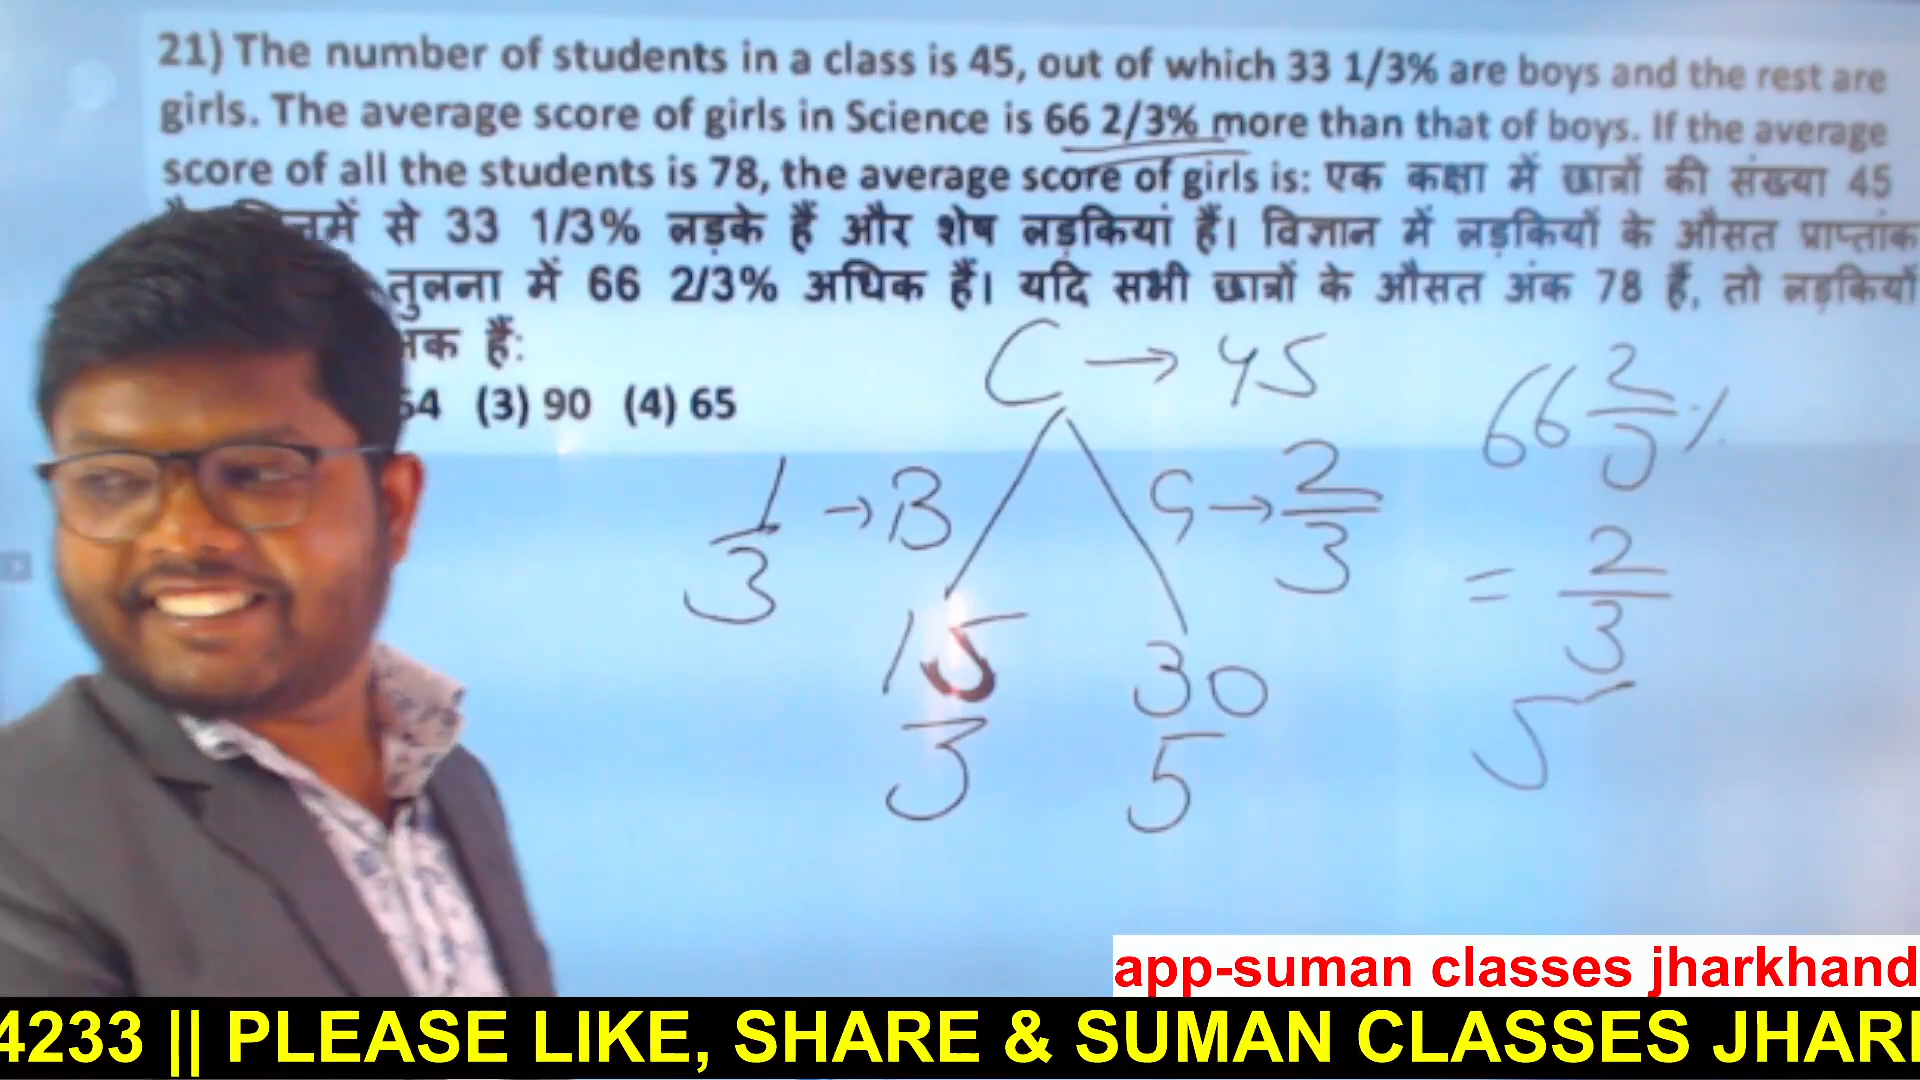 21) The number of students in a class is 45, out of which 33 1/3% are boys and the rest are
girls. The average score of girls in Science is 66 2/3% more than that of boys. If the average
score of all the students is 78, the average score of girls is: एक कक्षा में छात्रों की संख्या 45
से 33 1/3% लड़के हैं और शेष लड़कियां हैं। विज्ञान में लड़कियों के औसत प्राप्तांक
तुलना में 66 2/3% अधिक हैं। यदि सभी छात्रों के औसत अंक 78 हैं, तो लड़कियों
हैं:
64 (3) 90 (4) 65
C → 45
66 2/3 %
1/3 → B
G → 2/3
= 2/3
15
30
3
5
5
app-suman classes jharkhand
4233 || PLEASE LIKE, SHARE & SUMAN CLASSES JHAR